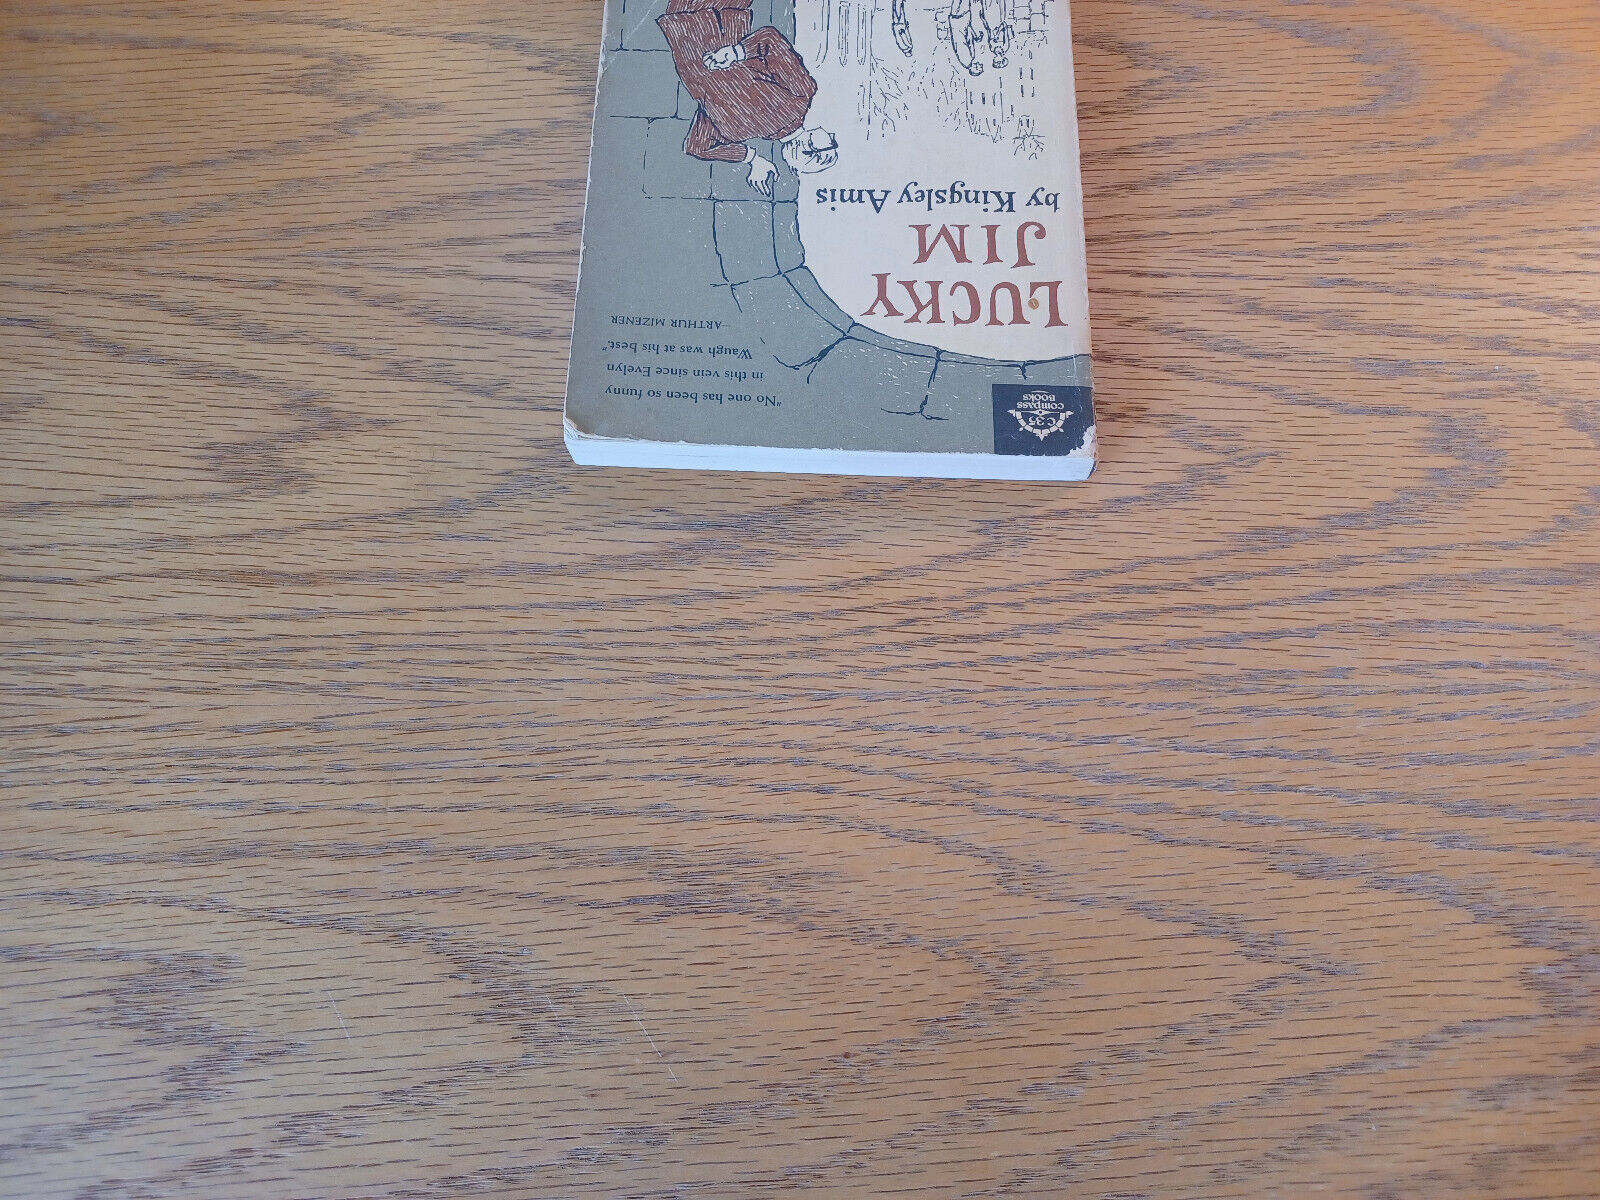 C 35
COMPASS
BOOKS
"No one has been so funny
in this vein since Evelyn
Waugh was at his best."
—ARTHUR MIZENER
LUCKY
JIM
by Kingsley Amis